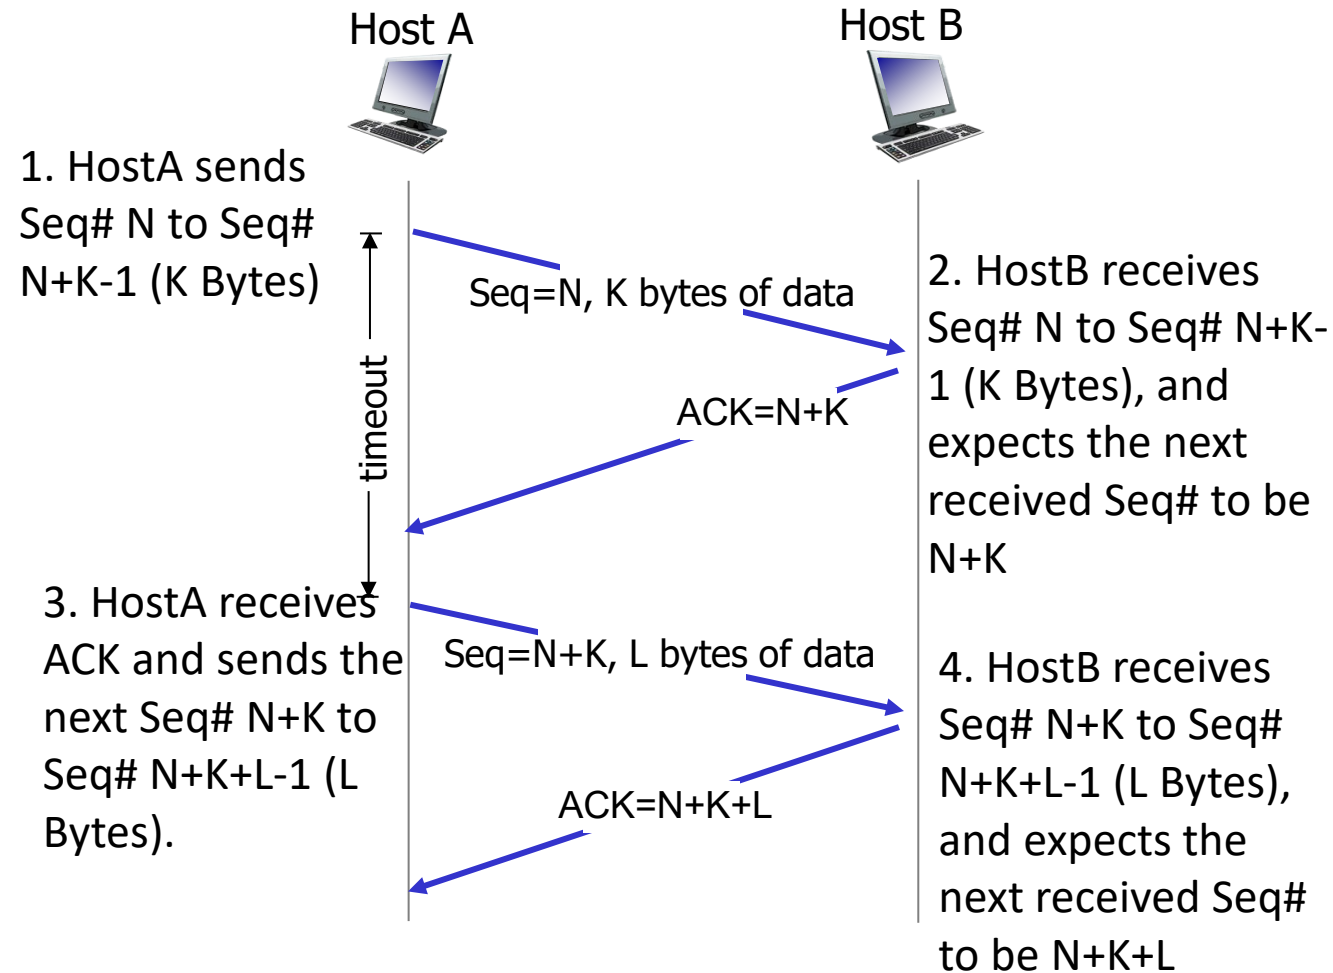 Host A
Host B
1. HostA sends
Seq# N to Seq#
N+K-1 (K Bytes)
timeout
Seq=N, K bytes of data
2. HostB receives
Seq# N to Seq# N+K-
1 (K Bytes), and
expects the next
received Seq# to be
N+K
ACK=N+K
3. HostA receives
ACK and sends the
next Seq# N+K to
Seq# N+K+L-1 (L
Bytes).
Seq=N+K, L bytes of data
4. HostB receives
Seq# N+K to Seq#
N+K+L-1 (L Bytes),
and expects the
next received Seq#
to be N+K+L
ACK=N+K+L